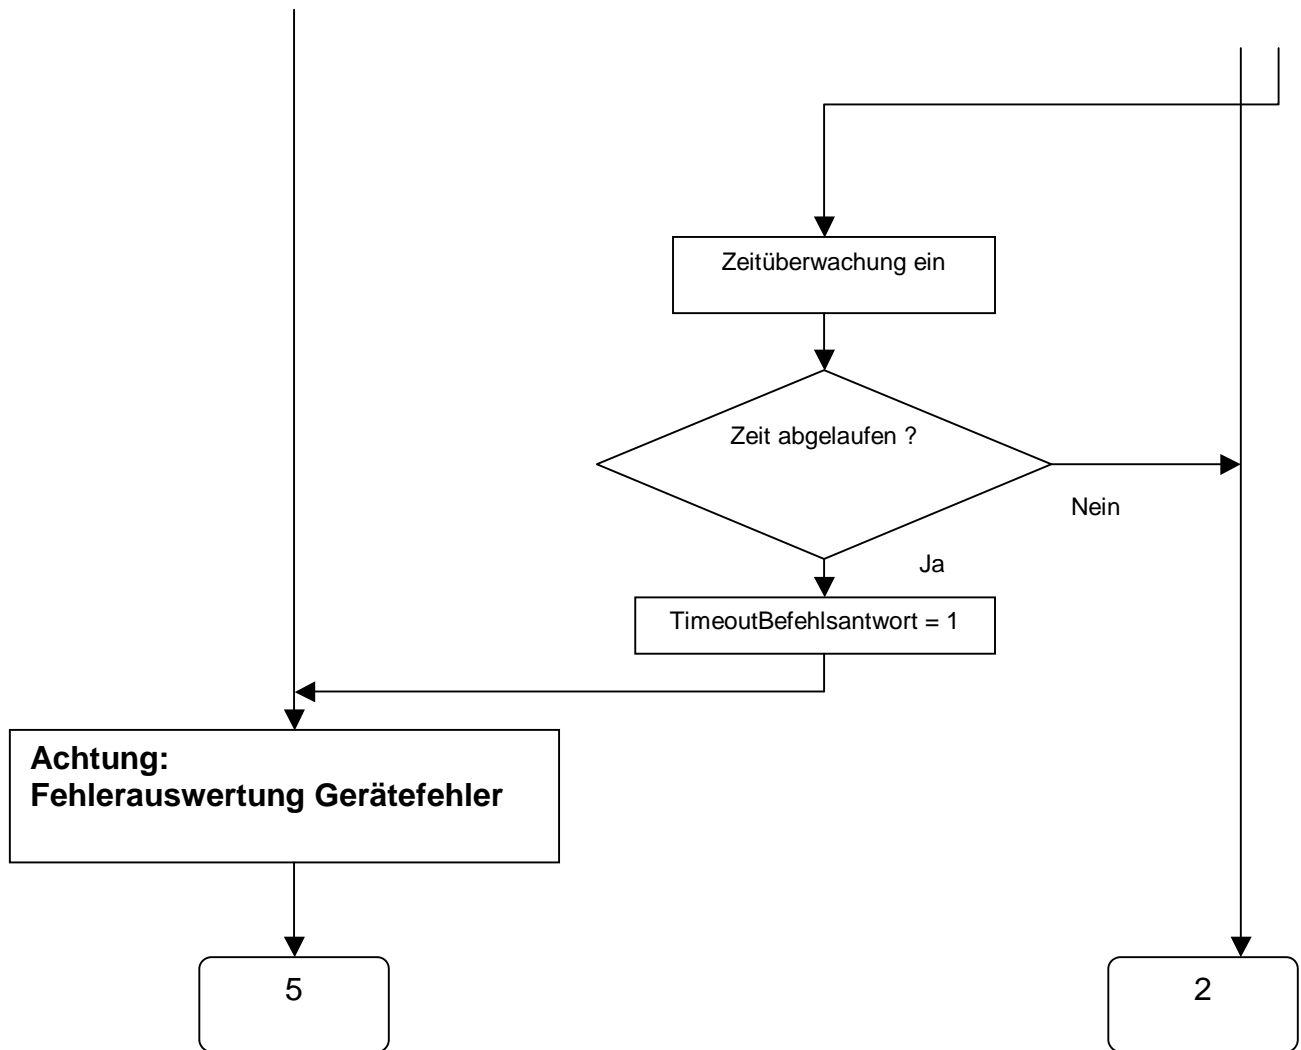 Zeitüberwachung ein
Zeit abgelaufen ?
Nein
Ja
TimeoutBefehlsantwort = 1
Achtung:
Fehlerauswertung Gerätefehler
5
2